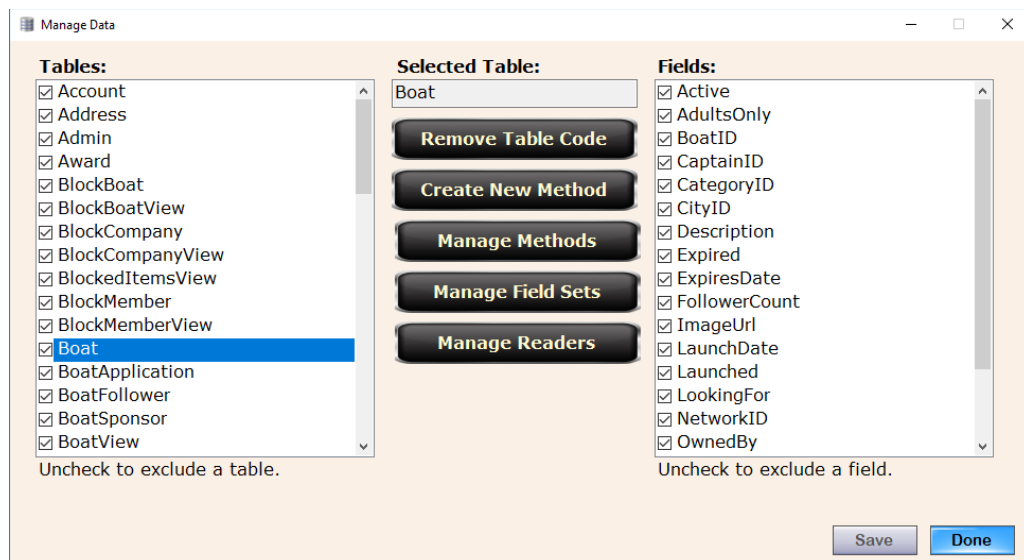 Manage Data
Tables:
Account
Address
Admin
Award
BlockBoat
BlockBoatView
BlockCompany
BlockCompanyView
BlockedItemsView
BlockMember
BlockMemberView
Boat
BoatApplication
BoatFollower
BoatSponsor
BoatView
Uncheck to exclude a table.
Selected Table:
Boat
Remove Table Code
Create New Method
Manage Methods
Manage Field Sets
Manage Readers
Fields:
Active
AdultsOnly
BoatID
CaptainID
CategoryID
CityID
Description
Expired
ExpiresDate
FollowerCount
ImageUrl
LaunchDate
Launched
LookingFor
NetworkID
OwnedBy
Uncheck to exclude a field.
Save
Done